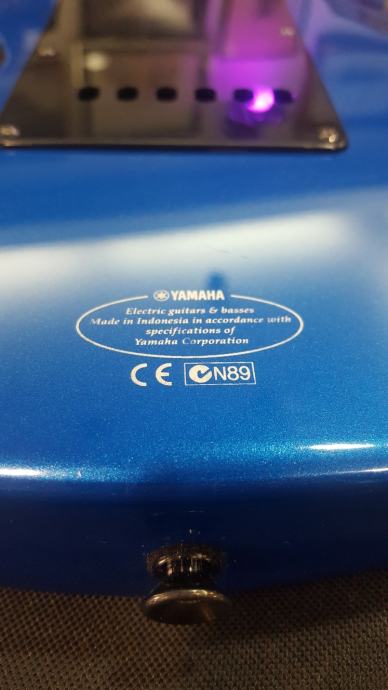 YAMAHA
Electric guitars & basses
Made in Indonesia in accordance with
specifications of
Yamaha Corporation
CE N89